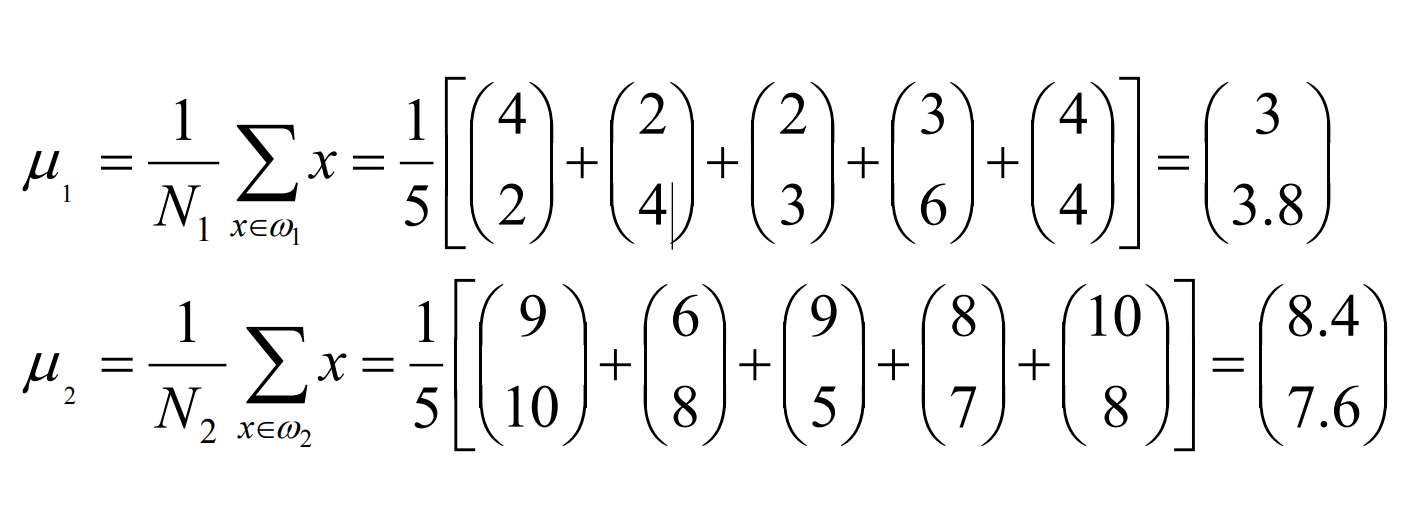 μ₁ = 1/N₁ ∑_{x∈ω₁} x = 1/5 [(4 2) + (2 4) + (2 3) + (3 6) + (4 4)] = (3 3.8)
μ₂ = 1/N₂ ∑_{x∈ω₂} x = 1/5 [(9 10) + (6 8) + (9 5) + (8 7) + (10 8)] = (8.4 7.6)